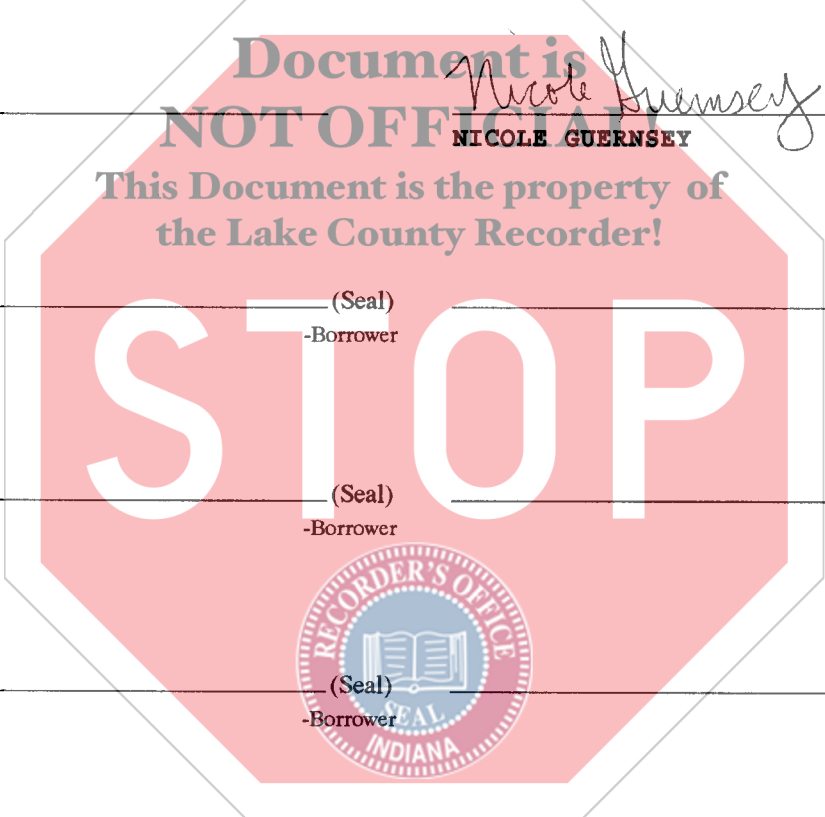 Document is
Nicole Guernsey
NOT OFFICIAL!
NICOLE GUERNSEY
This Document is the property of
the Lake County Recorder!
(Seal)
-Borrower
STOP
(Seal)
-Borrower
RECORDER'S OFFICE
(Seal)
-Borrower
SEAL
INDIANA